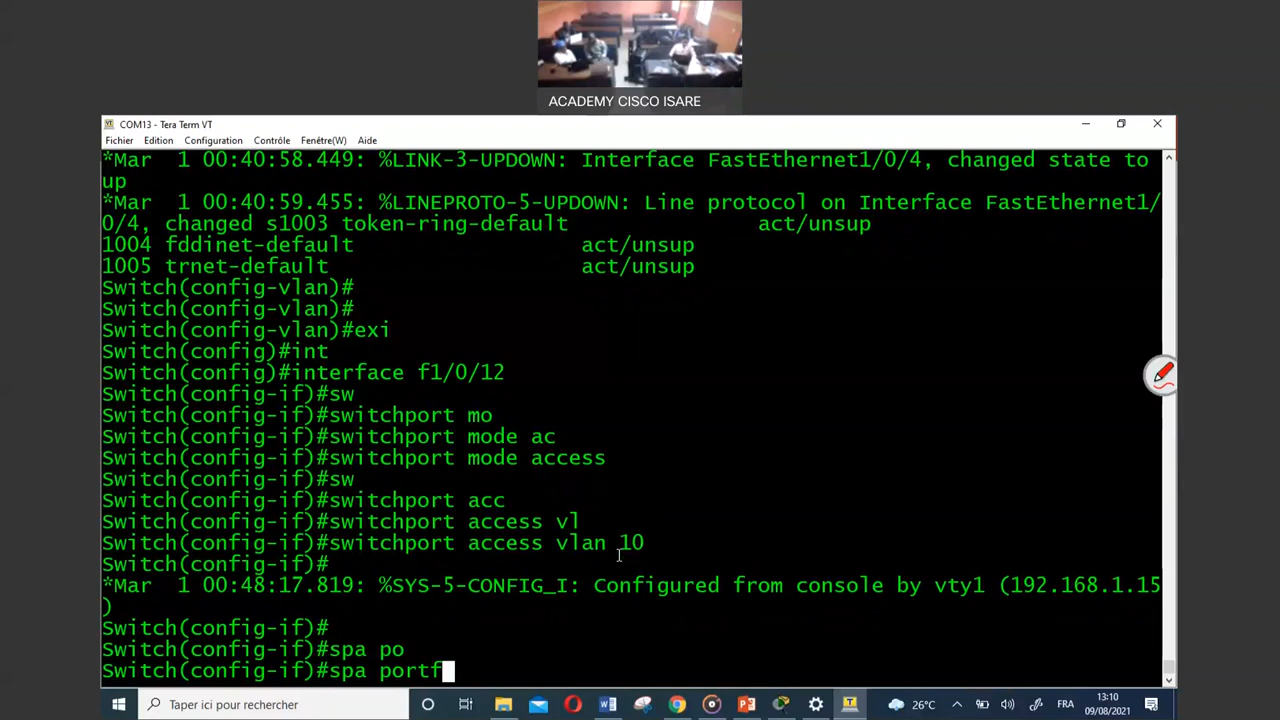 ACADEMY CISCO ISARE
COM13 - Tera Term VT
Fichier Edition Configuration Contrôle Fenêtre(W) Aide
*Mar  1 00:40:58.449: %LINK-3-UPDOWN: Interface FastEthernet1/0/4, changed state to
up
*Mar  1 00:40:59.455: %LINEPROTO-5-UPDOWN: Line protocol on Interface FastEthernet1/
0/4, changed s1003 token-ring-default act/unsup
1004 fddinet-default act/unsup
1005 trnet-default act/unsup
Switch(config-vlan)#
Switch(config-vlan)#
Switch(config-vlan)#exi
Switch(config)#int
Switch(config)#interface f1/0/12
Switch(config-if)#sw
Switch(config-if)#switchport mo
Switch(config-if)#switchport mode ac
Switch(config-if)#switchport mode access
Switch(config-if)#sw
Switch(config-if)#switchport acc
Switch(config-if)#switchport access vl
Switch(config-if)#switchport access vlan 10
Switch(config-if)#
*Mar  1 00:48:17.819: %SYS-5-CONFIG_I: Configured from console by vty1 (192.168.1.15
)
Switch(config-if)#
Switch(config-if)#spa po
Switch(config-if)#spa portf
Taper ici pour rechercher
26°C
FRA
13:10
09/08/2021